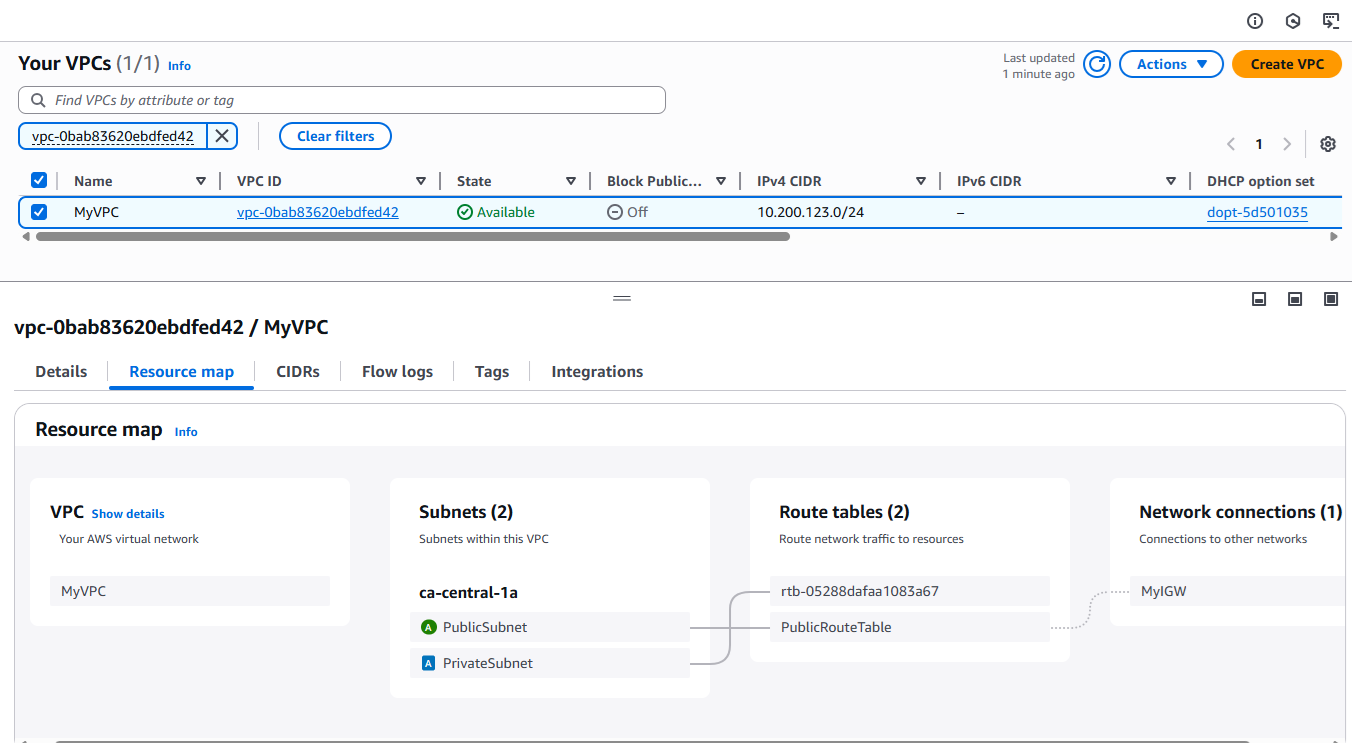 Your VPCs (1/1) Info
Last updated
1 minute ago
Actions
Create VPC
Find VPCs by attribute or tag
vpc-0bab83620ebdfed42
Clear filters
1
Name VPC ID State Block Public... IPv4 CIDR IPv6 CIDR DHCP option set
MyVPC vpc-0bab83620ebdfed42 Available Off 10.200.123.0/24 – dopt-5d501035
vpc-0bab83620ebdfed42 / MyVPC
Details Resource map CIDRs Flow logs Tags Integrations
Resource map Info
VPC Show details
Your AWS virtual network
MyVPC
Subnets (2)
Subnets within this VPC
ca-central-1a
A PublicSubnet
A PrivateSubnet
Route tables (2)
Route network traffic to resources
rtb-05288dafaa1083a67
PublicRouteTable
Network connections (1)
Connections to other networks
MyIGW